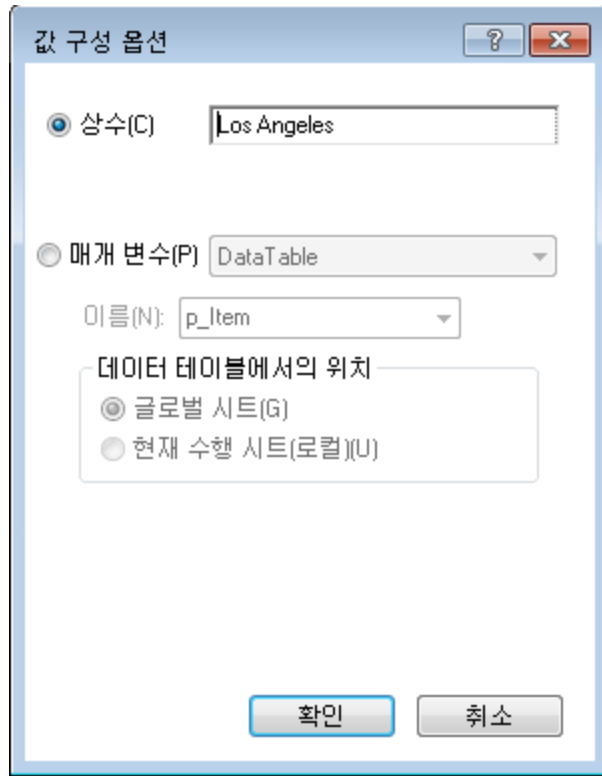 값 구성 옵션
상수(C) Los Angeles
매개 변수(P) DataTable
이름(N): p_Item
데이터 테이블에서의 위치
글로벌 시트(G)
현재 수행 시트(로컬)(U)
확인 취소